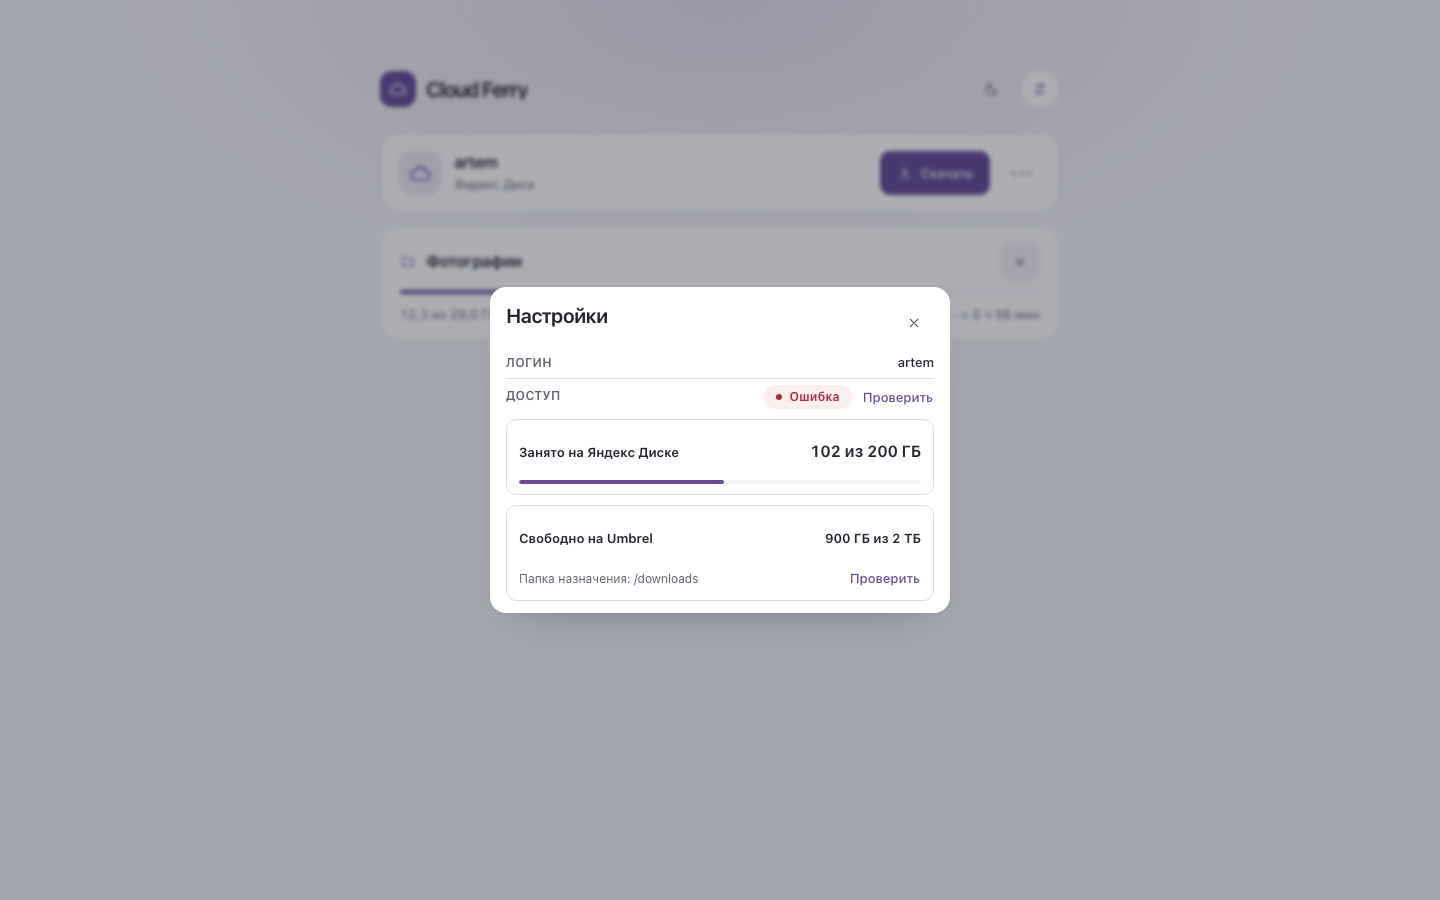 Cloud Ferry
artem
Яндекс Диск
Скачать
Фотографии
Настройки
ЛОГИН
artem
ДОСТУП
Ошибка
Проверить
Занято на Яндекс Диске
102 из 200 ГБ
Свободно на Umbrel
900 ГБ из 2 ТБ
Папка назначения: /downloads
Проверить